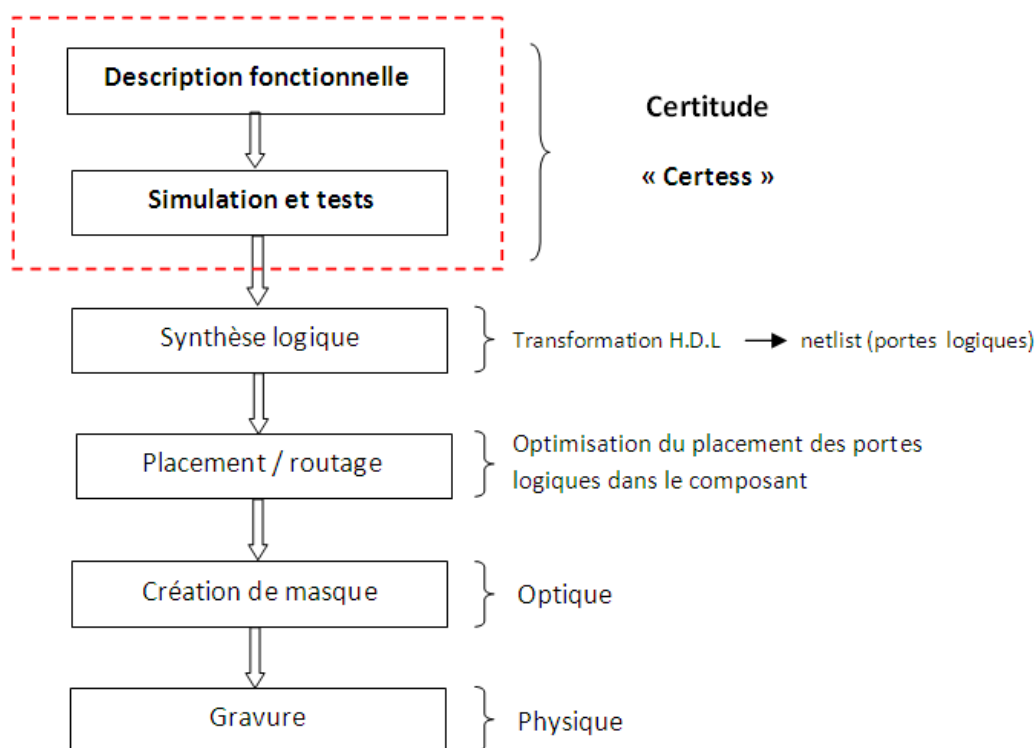 Description fonctionnelle
Certitude
Simulation et tests
« Certess »
Synthèse logique
Transformation H.D.L
netlist (portes logiques)
Placement / routage
Optimisation du placement des portes
logiques dans le composant
Création de masque
Optique
Gravure
Physique